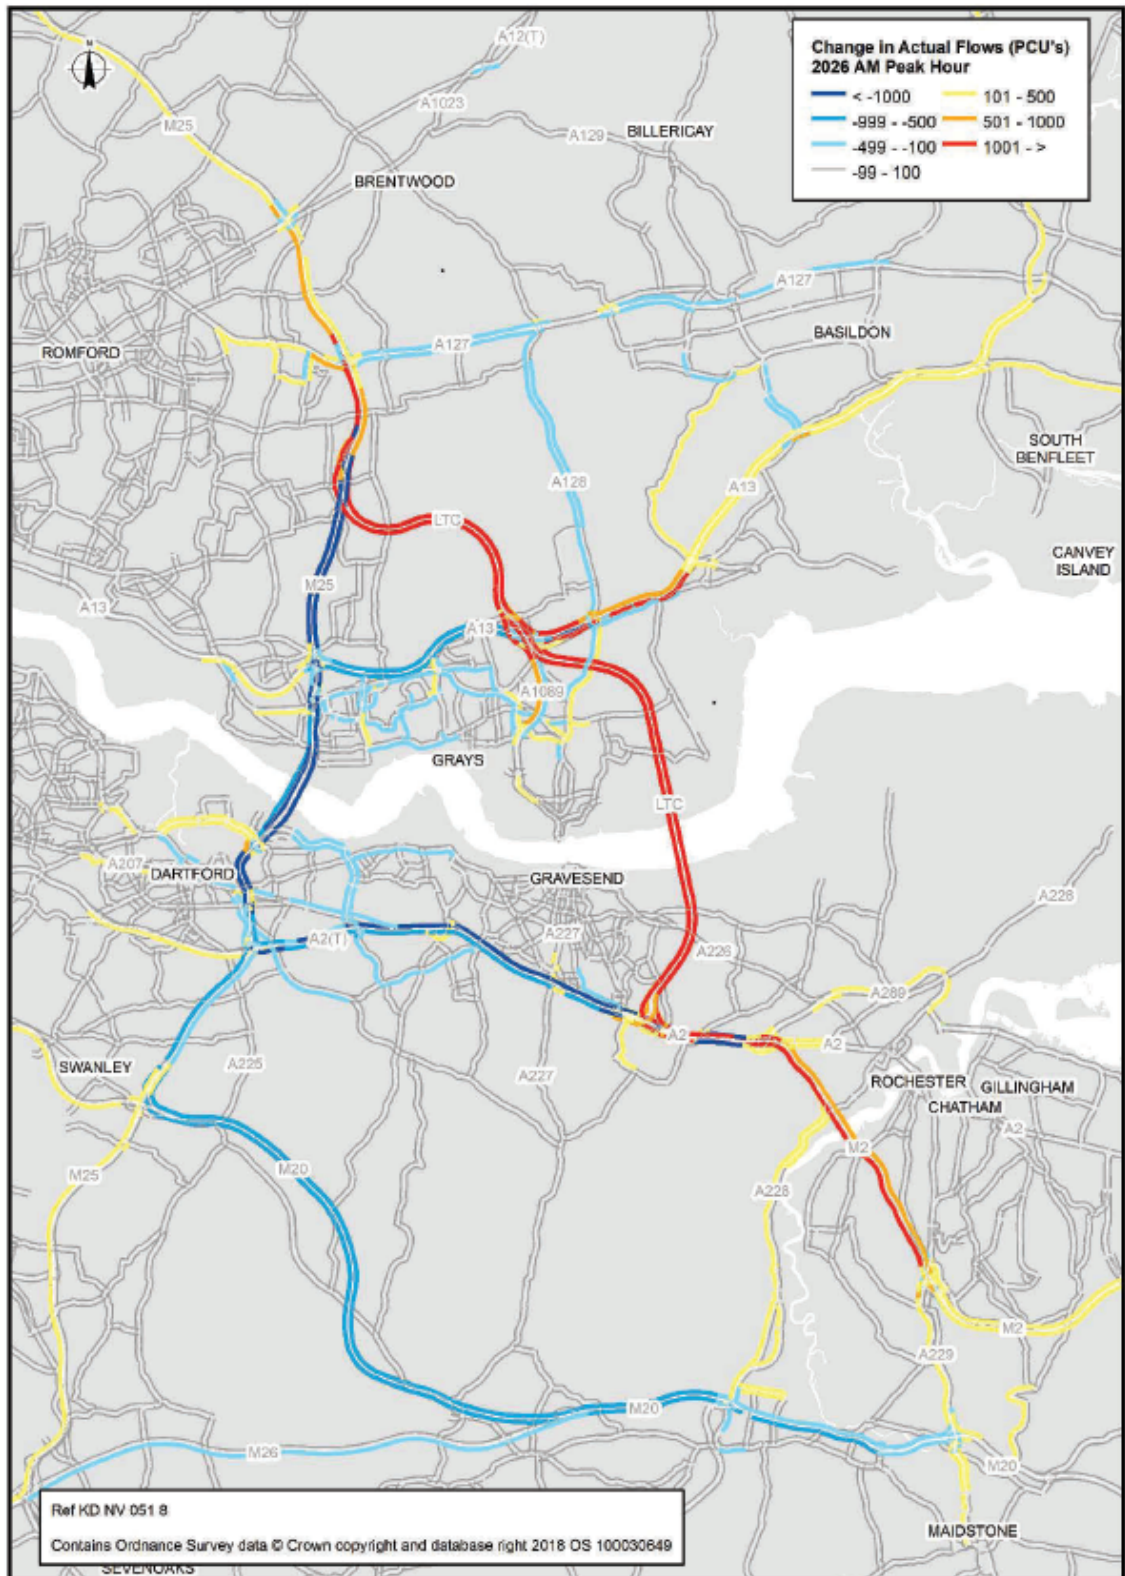 A12(T)
N
Change in Actual Flows (PCU's)
2026 AM Peak Hour
< -1000
101 - 500
-999 - -500
501 - 1000
-499 - -100
1001 - >
-99 - 100
A1023
M25
A129
BILLERICAY
BRENTWOOD
A127
BASILDON
A127
ROMFORD
SOUTH
BENFLEET
A128
A13
LTC
CANVEY
ISLAND
M25
A13
A13
A1089
GRAYS
LTC
A207
DARTFORD
GRAVESEND
A228
A227
A2(T)
A226
A289
A2
A2
SWANLEY
A225
A227
ROCHESTER
GILLINGHAM
CHATHAM
A2
M2
M20
M25
A228
M2
A229
M20
M26
M20
Ref KD NV 051 8
Contains Ordnance Survey data © Crown copyright and database right 2018 OS 100030649
MAIDSTONE
SEVENOAKS